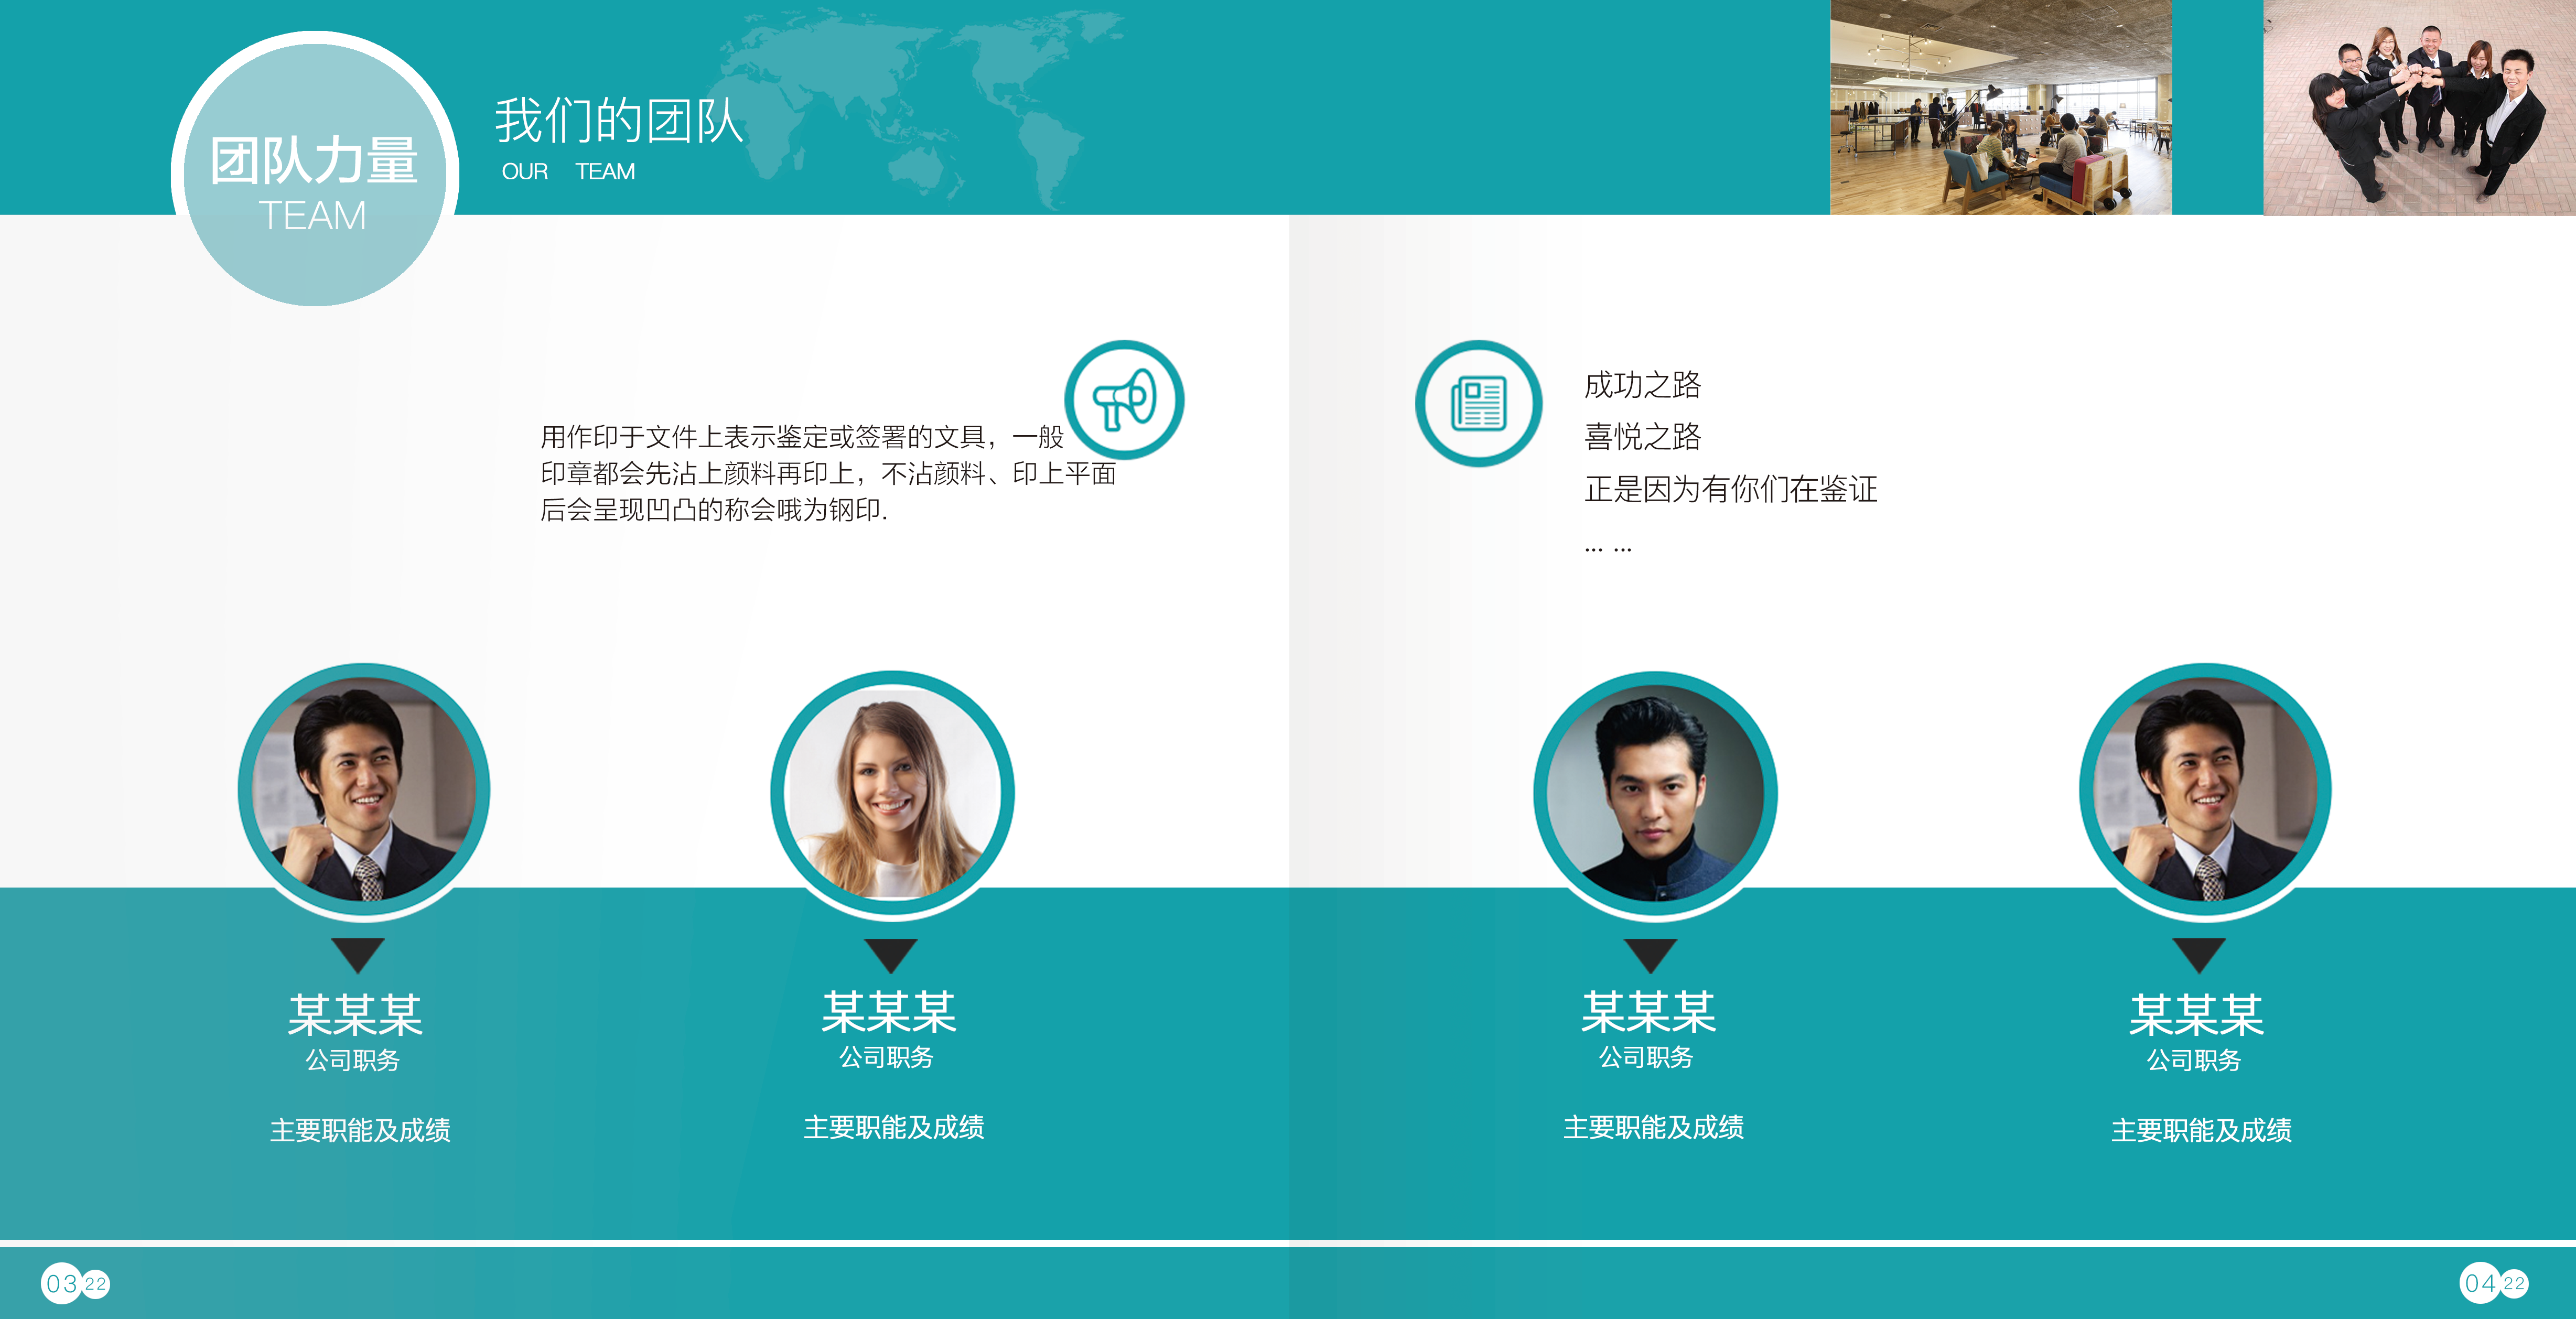 团队力量
TEAM
我们的团队
OUR TEAM
用作印于文件上表示鉴定或签署的文具，一般
印章都会先沾上颜料再印上，不沾颜料、印上平面
后会呈现凹凸的称会哦为钢印.
成功之路
喜悦之路
正是因为有你们在鉴证
... ...
某某某
公司职务
主要职能及成绩
某某某
公司职务
主要职能及成绩
某某某
公司职务
主要职能及成绩
某某某
公司职务
主要职能及成绩
03 22
04 22